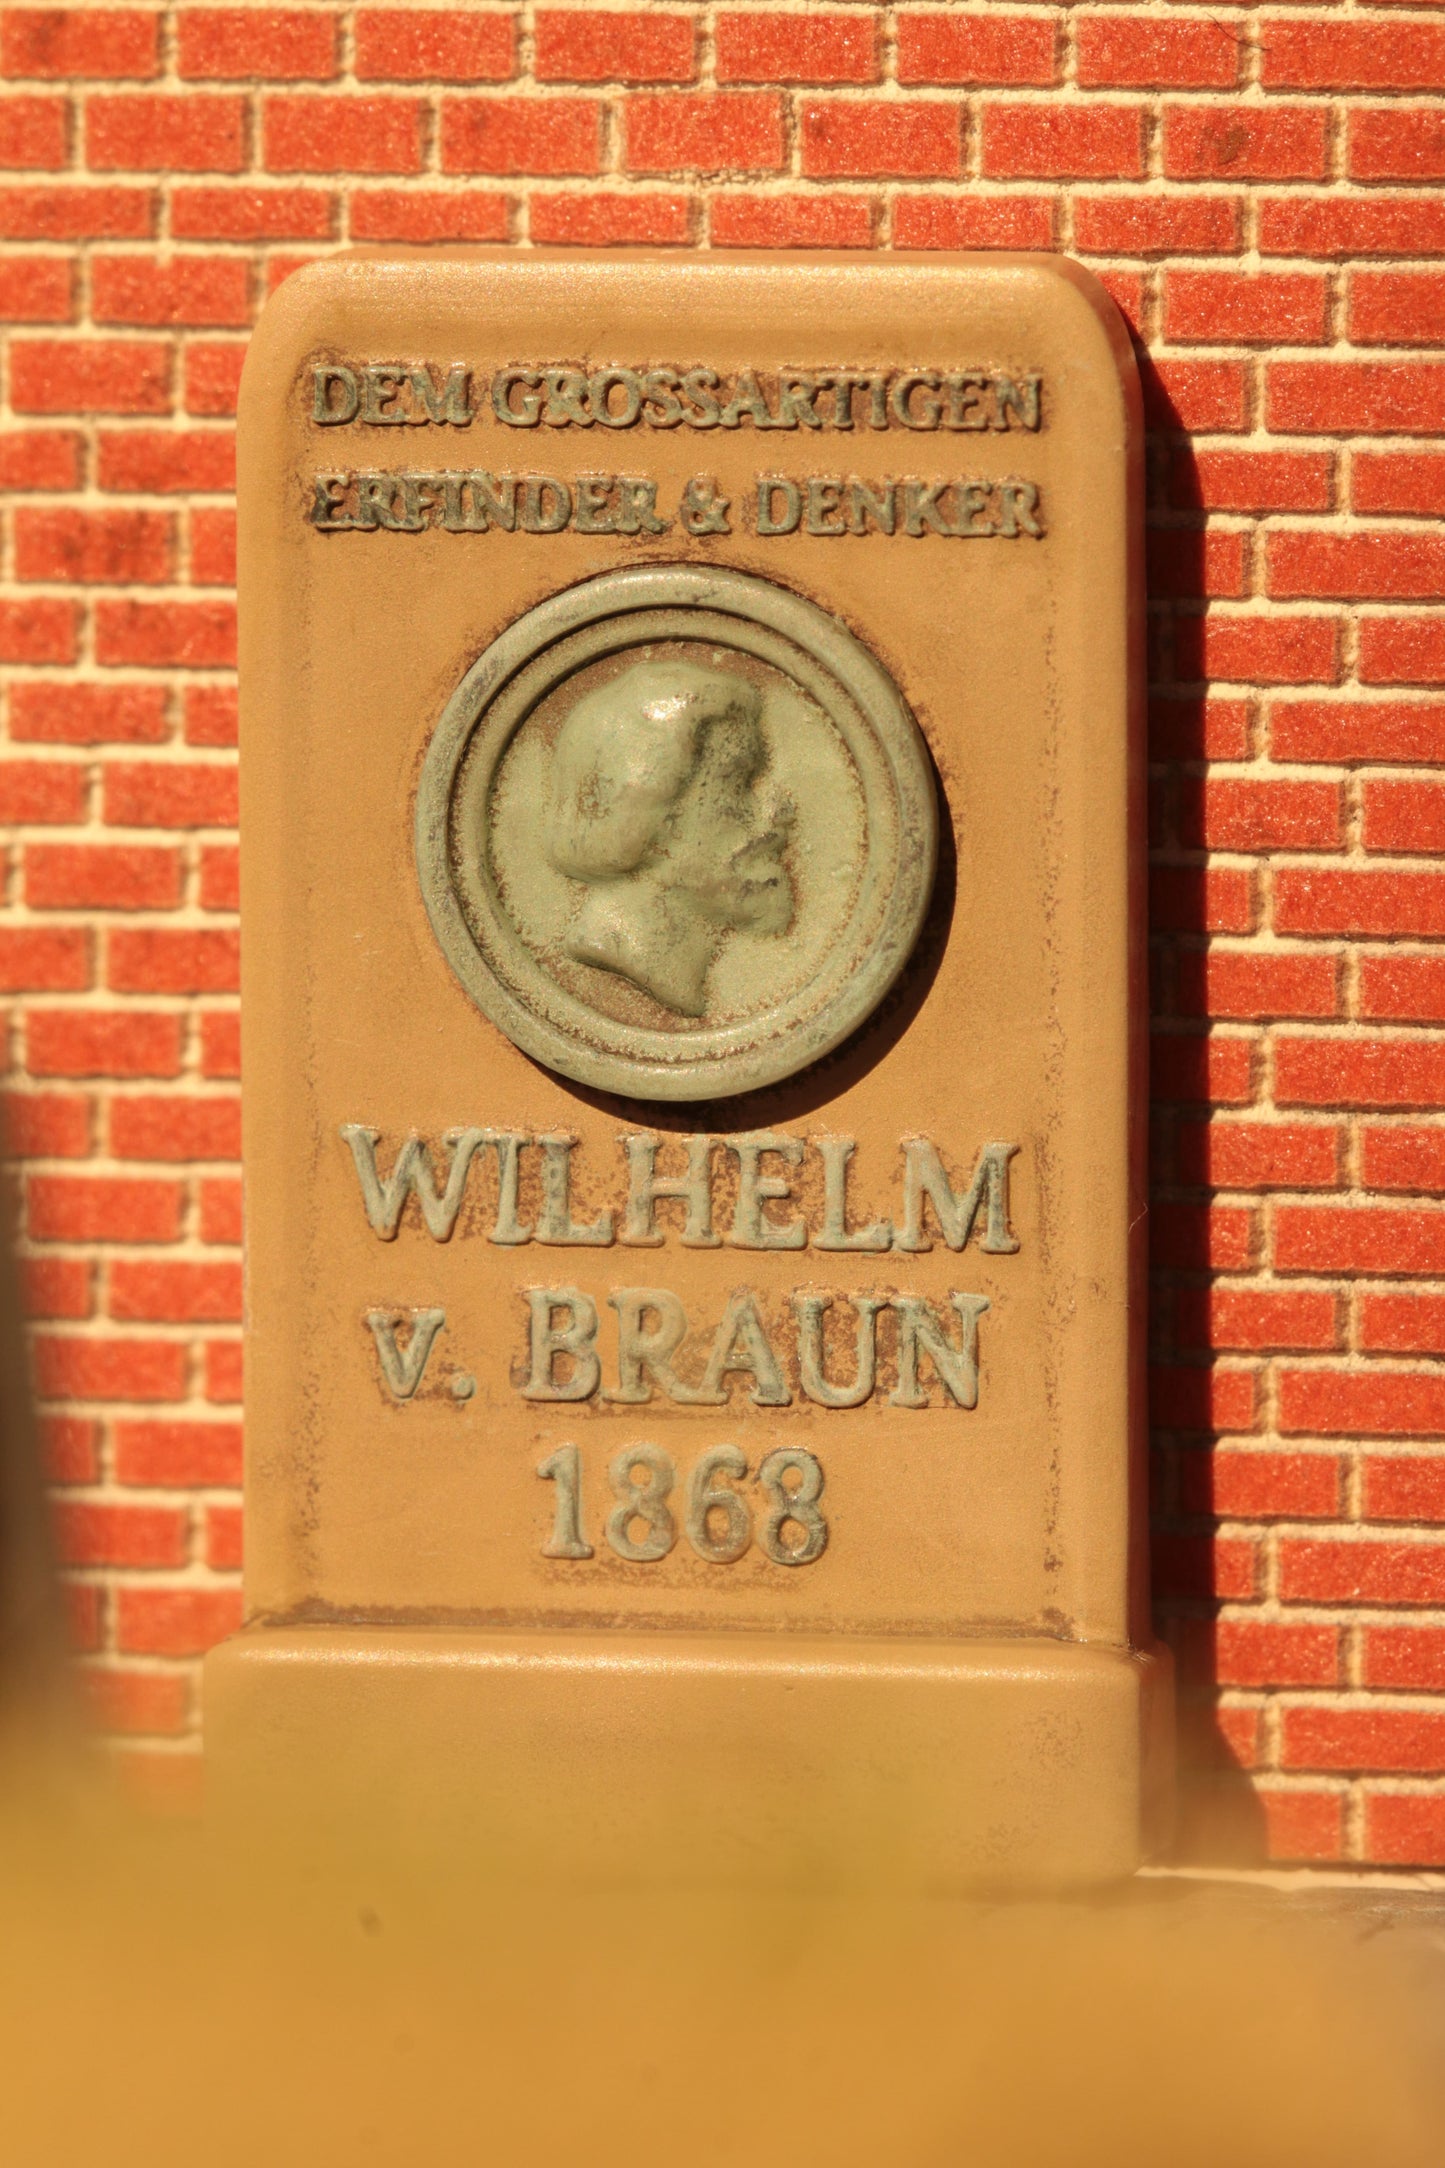 DEM GROSSARTIGEN
ERFINDER & DENKER
WILHELM
v. BRAUN
1868